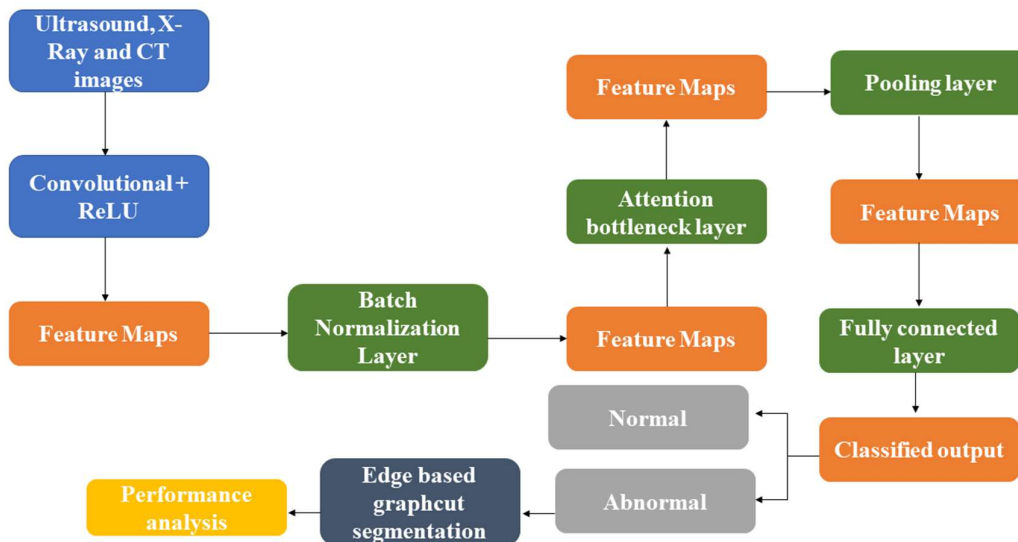 Ultrasound, X-
Ray and CT
images
Convolutional +
ReLU
Feature Maps
Batch
Normalization
Layer
Feature Maps
Attention
bottleneck layer
Feature Maps
Pooling layer
Feature Maps
Fully connected
layer
Classified output
Normal
Abnormal
Edge based
graphcut
segmentation
Performance
analysis